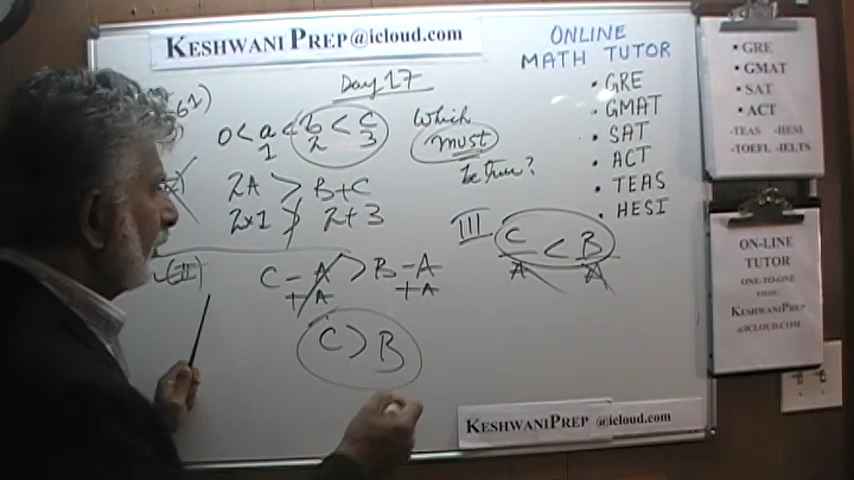 KESHWANI PREP@icloud.com
Day 17
0 < a < b < c
1 2 3
Which
must
be true?
2A > B+C
2×1 > 2+3
C - A > B - A
+A +A
C > B
III
C < B
A A
ONLINE
MATH TUTOR
• GRE
• GMAT
• SAT
• ACT
• TEAS
• HESI
▪ GRE
▪ GMAT
▪ SAT
▪ ACT
-TEAS -HESI
-TOEFL -IELTS
ON-LINE
TUTOR
ONE-TO-ONE
EMAIL:
KESHWANIPREP
@ICLOUD.COM
KESHWANIPREP @icloud.com